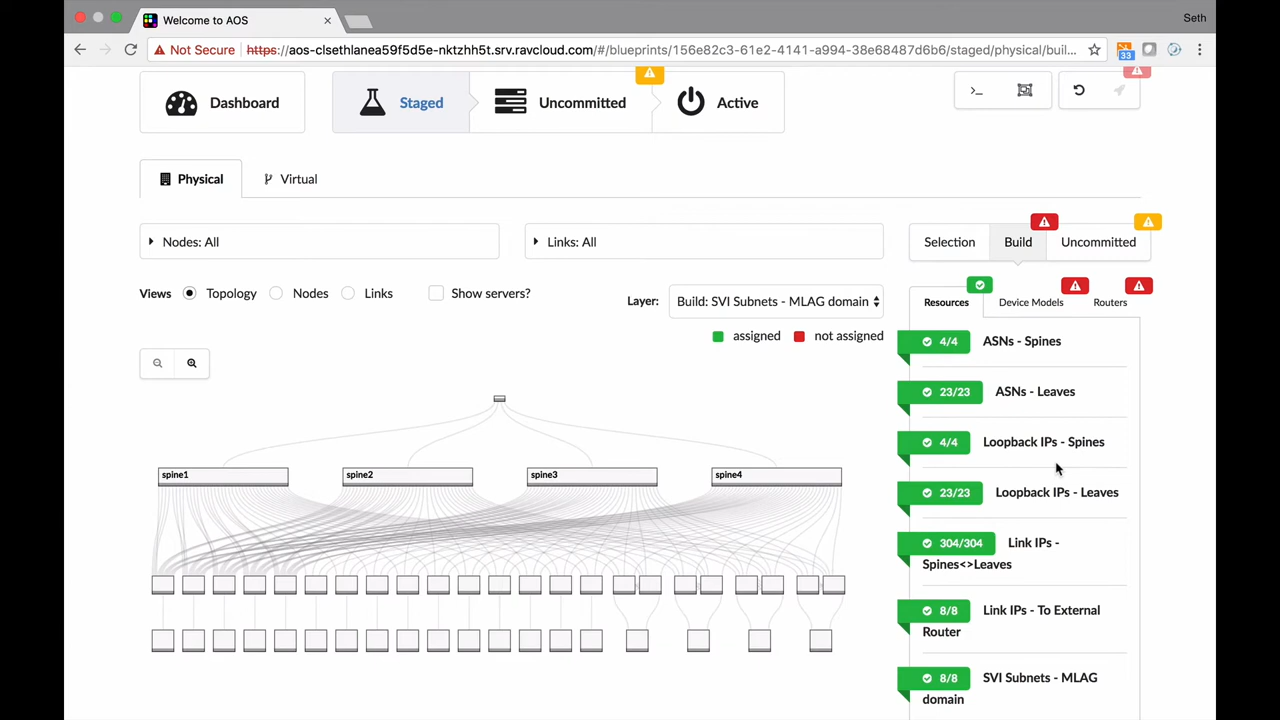 Welcome to AOS
Seth
Not Secure https://aos-clsethlanea59f5d5e-nktzhh5t.srv.ravcloud.com/#/blueprints/156e82c3-61e2-4141-a994-38e68487d6b6/staged/physical/buil...
33
Dashboard
Staged
Uncommitted
Active
>_
Physical
Virtual
Nodes: All
Links: All
Selection
Build
Uncommitted
Views
Topology
Nodes
Links
Show servers?
Layer:
Build: SVI Subnets - MLAG domain
assigned
not assigned
spine1
spine2
spine3
spine4
Resources
Device Models
Routers
4/4 ASNs - Spines
23/23 ASNs - Leaves
4/4 Loopback IPs - Spines
23/23 Loopback IPs - Leaves
304/304 Link IPs -
Spines<>Leaves
8/8 Link IPs - To External
Router
8/8 SVI Subnets - MLAG
domain